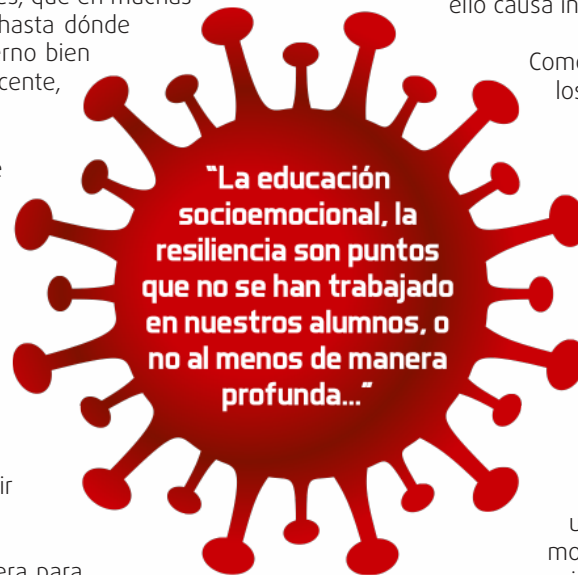 es, que en muchas
hasta dónde
erno bien
cente,
ello causa in
Como
los
"La educación
socioemocional, la
resiliencia son puntos
que no se han trabajado
en nuestros alumnos, o
no al menos de manera
profunda..."
ir
era para
u
mo